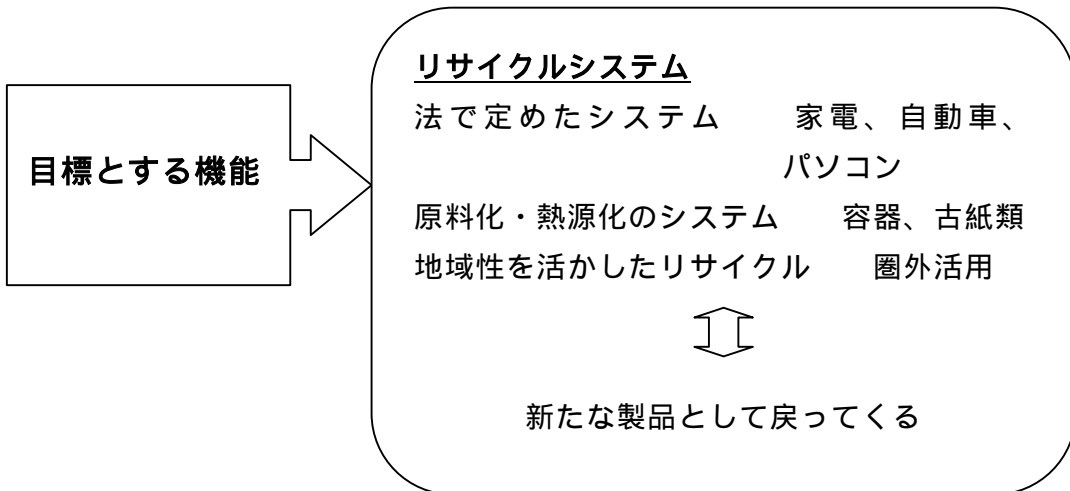 目標とする機能
リサイクルシステム
法で定めたシステム　　家電、自動車、
パソコン
原料化・熱源化のシステム　　容器、古紙類
地域性を活かしたリサイクル　　圏外活用
新たな製品として戻ってくる